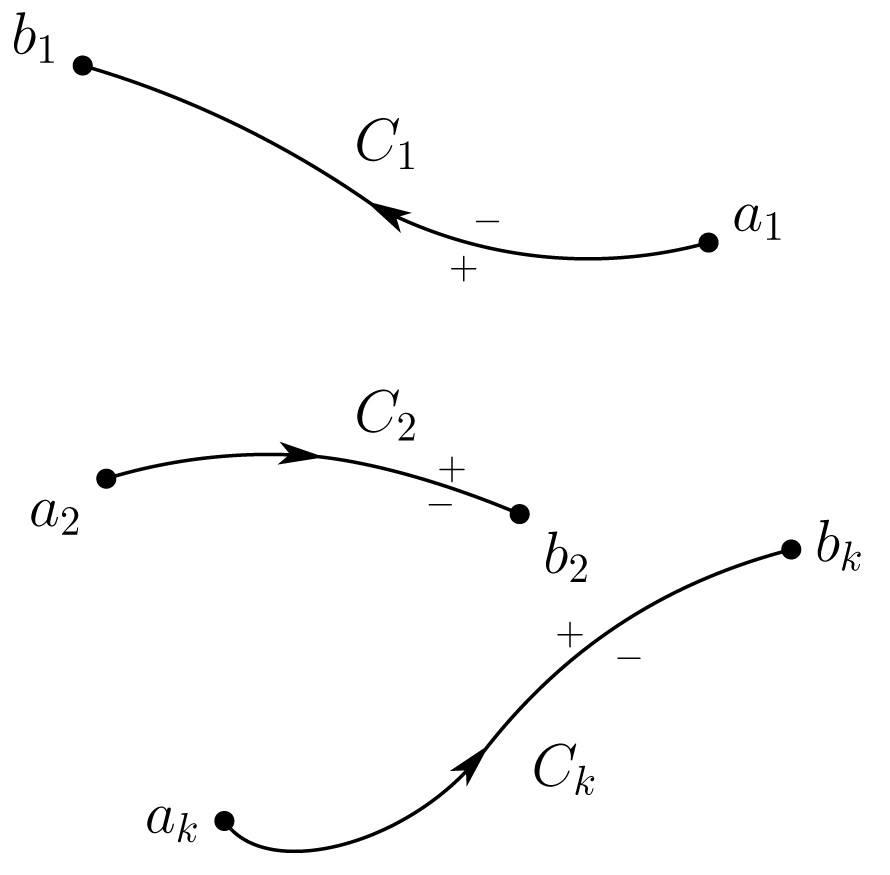 b₁
C₁
−
a₁
+
C₂
+
a₂
−
b₂
bₖ
+
−
Cₖ
aₖ